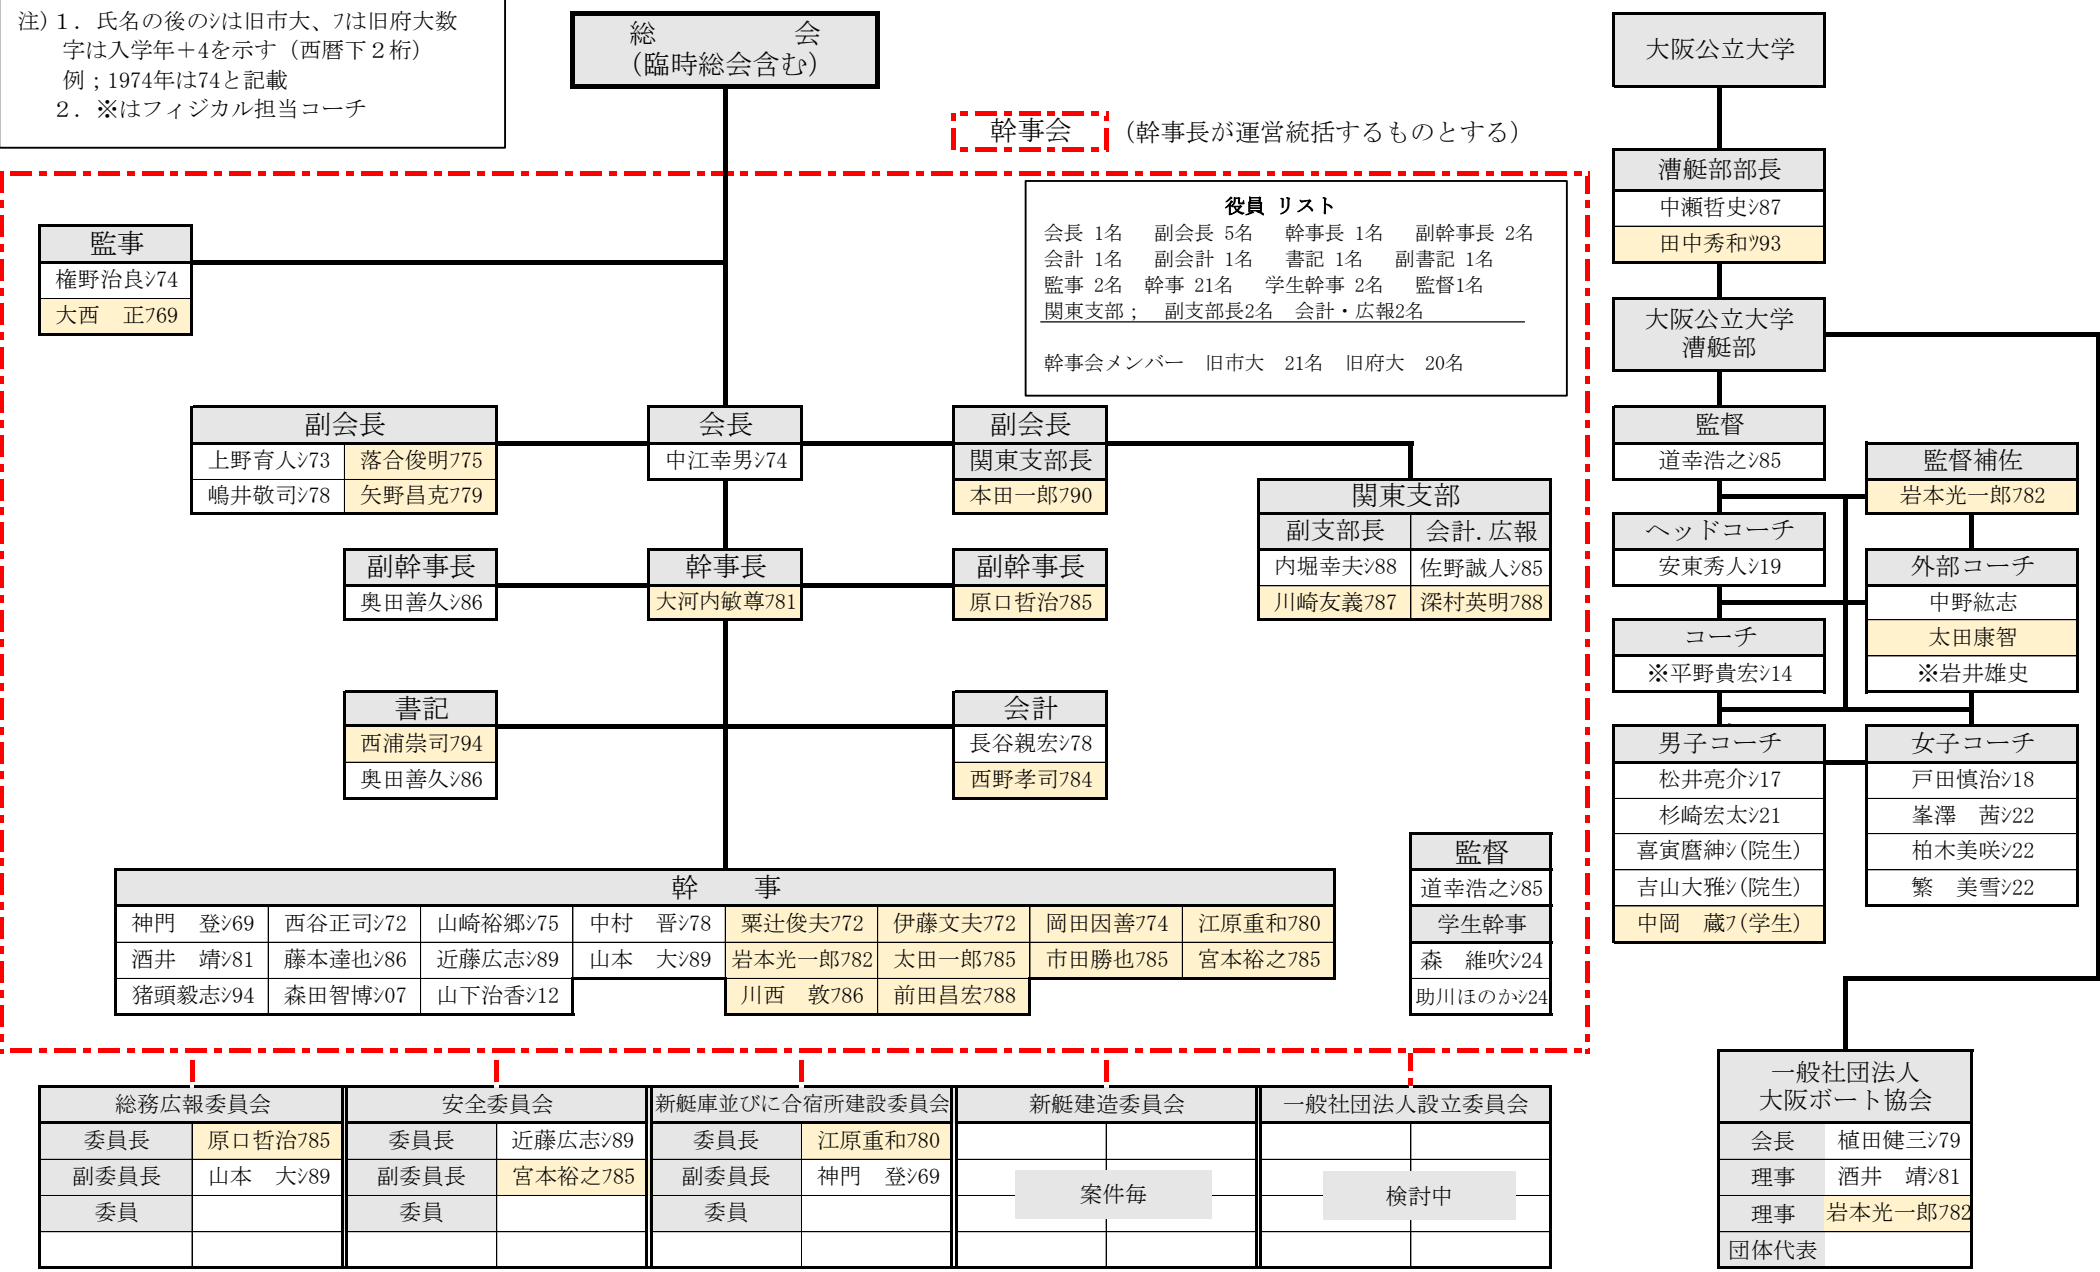 注）１．氏名の後のｼは旧市大、ﾌは旧府大数
字は入学年＋4を示す（西暦下２桁）
例；1974年は74と記載
２．※はフィジカル担当コーチ
総　　　会
（臨時総会含む）
幹事会
（幹事長が運営統括するものとする）
役員 リスト
会長 1名　副会長 5名　幹事長 1名　副幹事長 2名
会計 1名　副会計 1名　書記 1名　副書記 1名
監事 2名　幹事 21名　学生幹事 2名　監督1名
関東支部；　副支部長2名　会計・広報2名
幹事会メンバー　旧市大　21名　旧府大　20名
監事
権野治良ｼ74
大西　正ﾌ69
副会長
上野育人ｼ73　落合俊明ﾌ75
嶋井敬司ｼ78　矢野昌克ﾌ79
会長
中江幸男ｼ74
副会長
関東支部長
本田一郎ﾌ90
関東支部
副支部長　会計.広報
内堀幸夫ｼ88　佐野誠人ｼ85
川崎友義ﾌ87　深村英明ﾌ88
副幹事長
奥田善久ｼ86
幹事長
大河内敏尊ﾌ81
副幹事長
原口哲治ﾌ85
書記
西浦崇司ﾌ94
奥田善久ｼ86
会計
長谷親宏ｼ78
西野孝司ﾌ84
幹　　事
神門　登ｼ69　西谷正司ｼ72　山崎裕郷ｼ75　中村　晋ｼ78　粟辻俊夫ﾌ72　伊藤文夫ﾌ72　岡田因善ﾌ74　江原重和ﾌ80
酒井　靖ｼ81　藤本達也ｼ86　近藤広志ｼ89　山本　大ｼ89　岩本光一郎ﾌ82　太田一郎ﾌ85　市田勝也ﾌ85　宮本裕之ﾌ85
猪頭毅志ｼ94　森田智博ｼ07　山下治香ｼ12　川西　敦ﾌ86　前田昌宏ﾌ88
監督
道幸浩之ｼ85
学生幹事
森　維吹ｼ24
助川ほのかｼ24
総務広報委員会
委員長　原口哲治ﾌ85
副委員長　山本　大ｼ89
委員
安全委員会
委員長　近藤広志ｼ89
副委員長　宮本裕之ﾌ85
委員
新艇庫並びに合宿所建設委員会
委員長　江原重和ﾌ80
副委員長　神門　登ｼ69
委員
新艇建造委員会
案件毎
一般社団法人設立委員会
検討中
大阪公立大学
漕艇部部長
中瀬哲史ｼ87
田中秀和ﾂ93
大阪公立大学
漕艇部
監督
道幸浩之ｼ85
監督補佐
岩本光一郎ﾌ82
ヘッドコーチ
安東秀人ｼ19
外部コーチ
中野紘志
太田康智
※岩井雄史
コーチ
※平野貴宏ｼ14
男子コーチ
松井亮介ｼ17
杉崎宏太ｼ21
喜寅麿紳ｼ(院生)
吉山大雅ｼ(院生)
中岡　蔵ﾌ(学生)
女子コーチ
戸田慎治ｼ18
峯澤　茜ｼ22
柏木美咲ｼ22
繁　美雪ｼ22
一般社団法人
大阪ボート協会
会長　植田健三ｼ79
理事　酒井　靖ｼ81
理事　岩本光一郎ﾌ82
団体代表